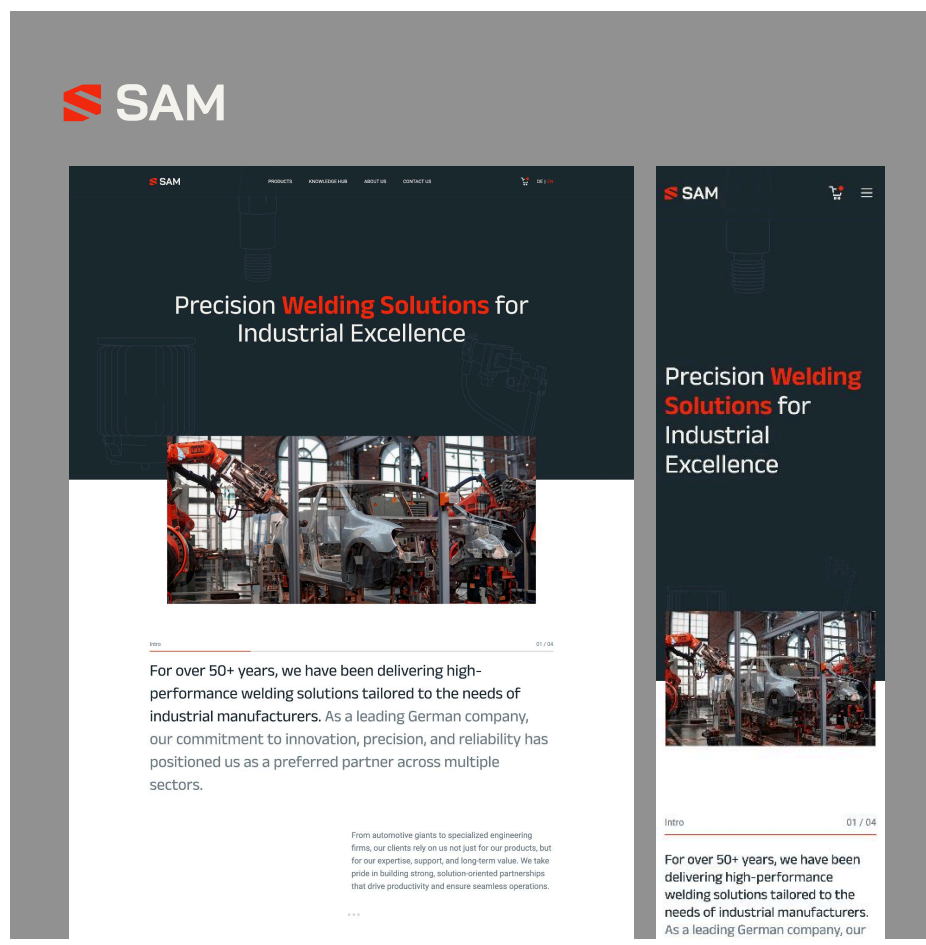 SAM
SAM
PRODUCTS KNOWLEDGE HUB ABOUT US CONTACT US
DE | EN
Precision Welding Solutions for
Industrial Excellence
Intro 01 / 04
For over 50+ years, we have been delivering high-
performance welding solutions tailored to the needs of
industrial manufacturers. As a leading German company,
our commitment to innovation, precision, and reliability has
positioned us as a preferred partner across multiple
sectors.
From automotive giants to specialized engineering
firms, our clients rely on us not just for our products, but
for our expertise, support, and long-term value. We take
pride in building strong, solution-oriented partnerships
that drive productivity and ensure seamless operations.
SAM
Precision Welding
Solutions for
Industrial
Excellence
Intro 01 / 04
For over 50+ years, we have been
delivering high-performance
welding solutions tailored to the
needs of industrial manufacturers.
As a leading German company, our